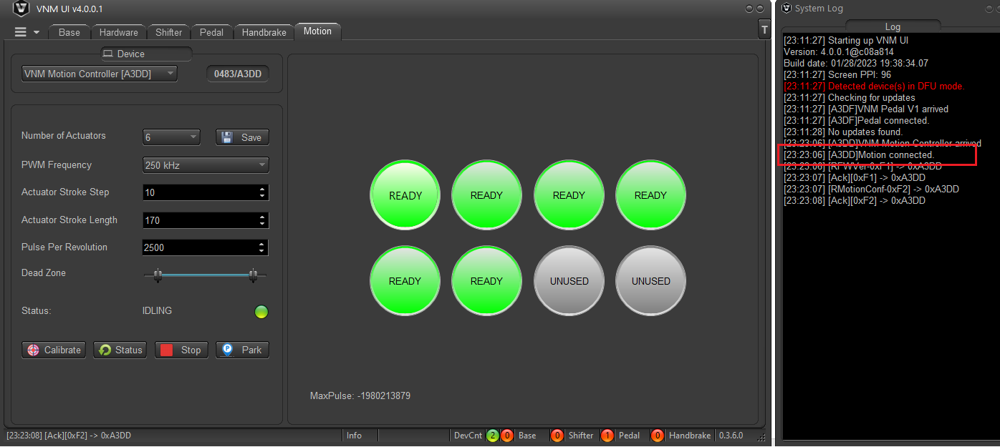 VNM UI v4.0.0.1
Base Hardware Shifter Pedal Handbrake Motion
T
Device
VNM Motion Controller [A3DD] 0483/A3DD
Number of Actuators 6 Save
PWM Frequency 250 kHz
Actuator Stroke Step 10
Actuator Stroke Length 170
Pulse Per Revolution 2500
Dead Zone
Status: IDLING
Calibrate Status Stop Park
READY READY READY READY
READY READY UNUSED UNUSED
MaxPulse: -1980213879
[23:23:08] [Ack][0xF2] -> 0xA3DD Info DevCnt 2 0 Base 0 Shifter 1 Pedal 0 Handbrake 0.3.6.0
System Log
Log
[23:11:27] Starting up VNM UI
Version: 4.0.0.1@c08a814
Build date: 01/28/2023 19:38:34.07
[23:11:27] Screen PPI: 96
[23:11:27] Detected device(s) in DFU mode.
[23:11:27] Checking for updates
[23:11:27] [A3DF]VNM Pedal V1 arrived
[23:11:27] [A3DF]Pedal connected.
[23:11:28] No updates found.
[23:23:06] [A3DD]VNM Motion Controller arrived
[23:23:06] [A3DD]Motion connected.
[23:23:06] [RFWVer-0xF1] -> 0xA3DD
[23:23:07] [Ack][0xF1] -> 0xA3DD
[23:23:07] [RMotionConf-0xF2] -> 0xA3DD
[23:23:08] [Ack][0xF2] -> 0xA3DD